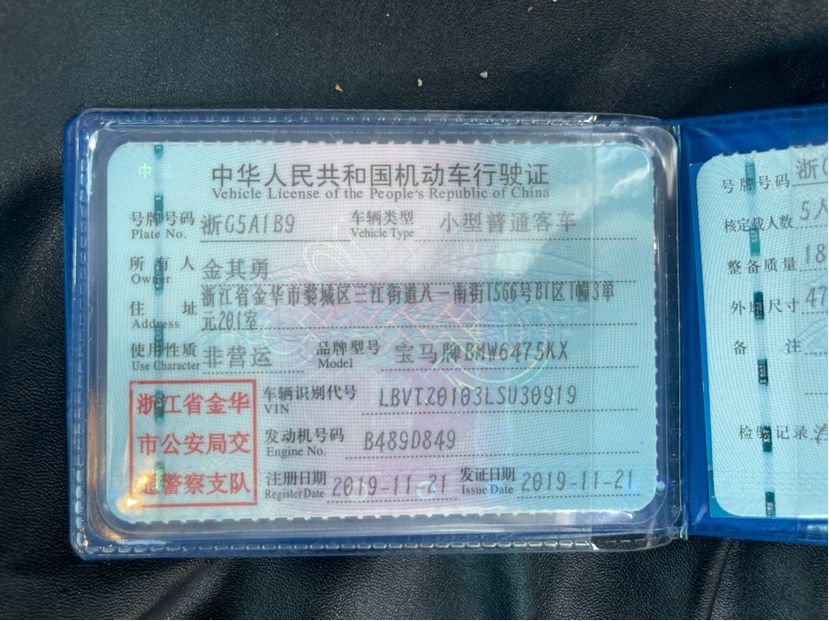 中华人民共和国机动车行驶证
Vehicle License of the People's Republic of China
号牌号码 浙G5A1B9 车辆类型 小型普通客车
Plate No. Vehicle Type
所有人 金其勇
Owner
住址 浙江省金华市婺城区三江街道八一南街1566号B1区1幢3单
Address 元201室
使用性质 非营运 品牌型号 宝马牌BMW6475KX
Use Character Model
浙江省金华
市公安局交
通警察支队
车辆识别代号 LBVTZ0103LSU30919
VIN
发动机号码 B489D849
Engine No.
注册日期 2019-11-21 发证日期 2019-11-21
Register Date Issue Date
号牌号码 浙G
核定载人数 5人
整备质量 18
外廓尺寸 47
备注
检验记录